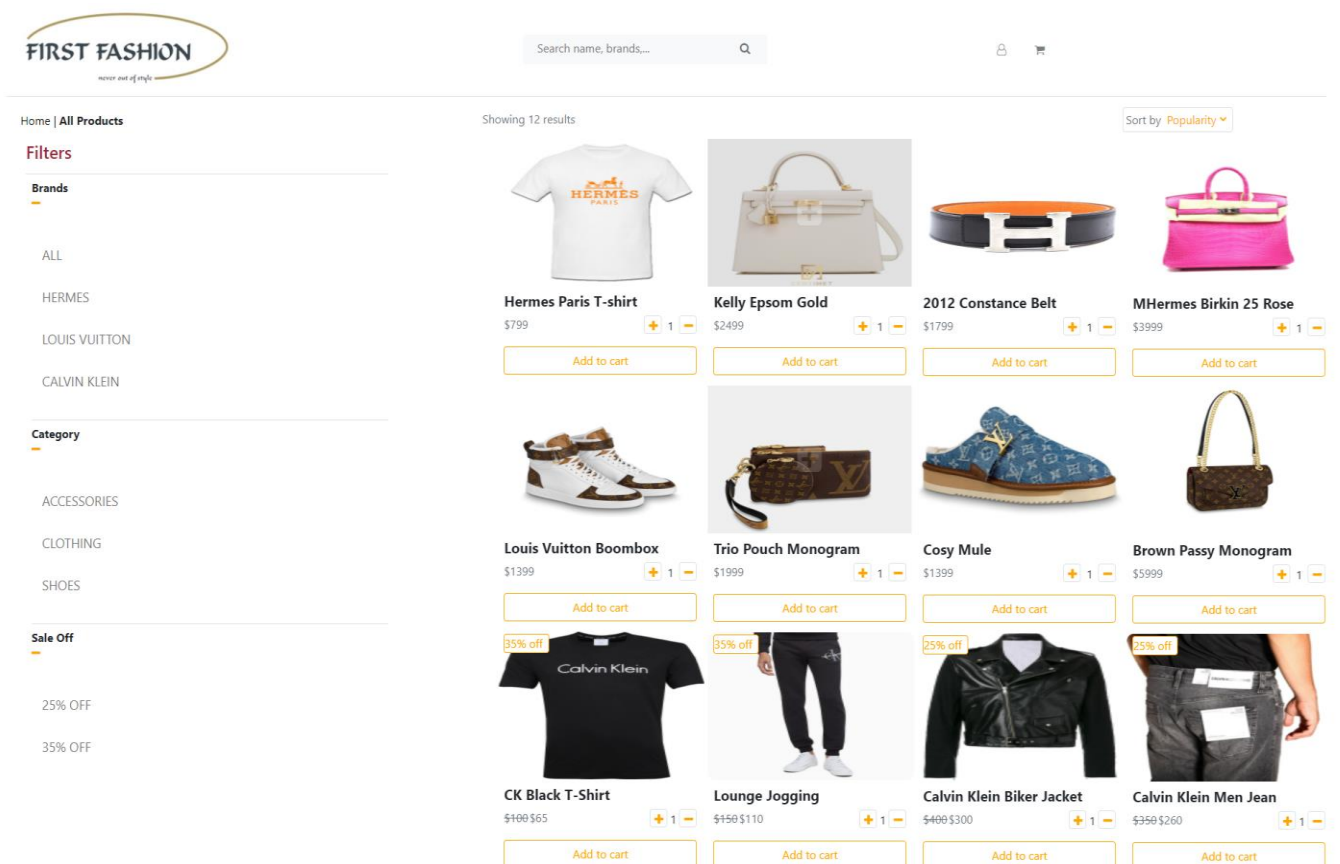 FIRST FASHION
never out of style
Search name, brands,...
Home | All Products
Showing 12 results
Sort by Popularity
Filters
Brands
ALL
HERMES
LOUIS VUITTON
CALVIN KLEIN
Category
ACCESSORIES
CLOTHING
SHOES
Sale Off
25% OFF
35% OFF
HERMES
PARIS
Hermes Paris T-shirt
$799
+ 1 −
Add to cart
Kelly Epsom Gold
$2499
+ 1 −
Add to cart
2012 Constance Belt
$1799
+ 1 −
Add to cart
MHermes Birkin 25 Rose
$3999
+ 1 −
Add to cart
Louis Vuitton Boombox
$1399
+ 1 −
Add to cart
Trio Pouch Monogram
$1999
+ 1 −
Add to cart
Cosy Mule
$1399
+ 1 −
Add to cart
Brown Passy Monogram
$5999
+ 1 −
Add to cart
35% off
Calvin Klein
CK Black T-Shirt
$100 $65
+ 1 −
Add to cart
35% off
Lounge Jogging
$150 $110
+ 1 −
Add to cart
25% off
Calvin Klein Biker Jacket
$400 $300
+ 1 −
Add to cart
25% off
Calvin Klein Men Jean
$350 $260
+ 1 −
Add to cart